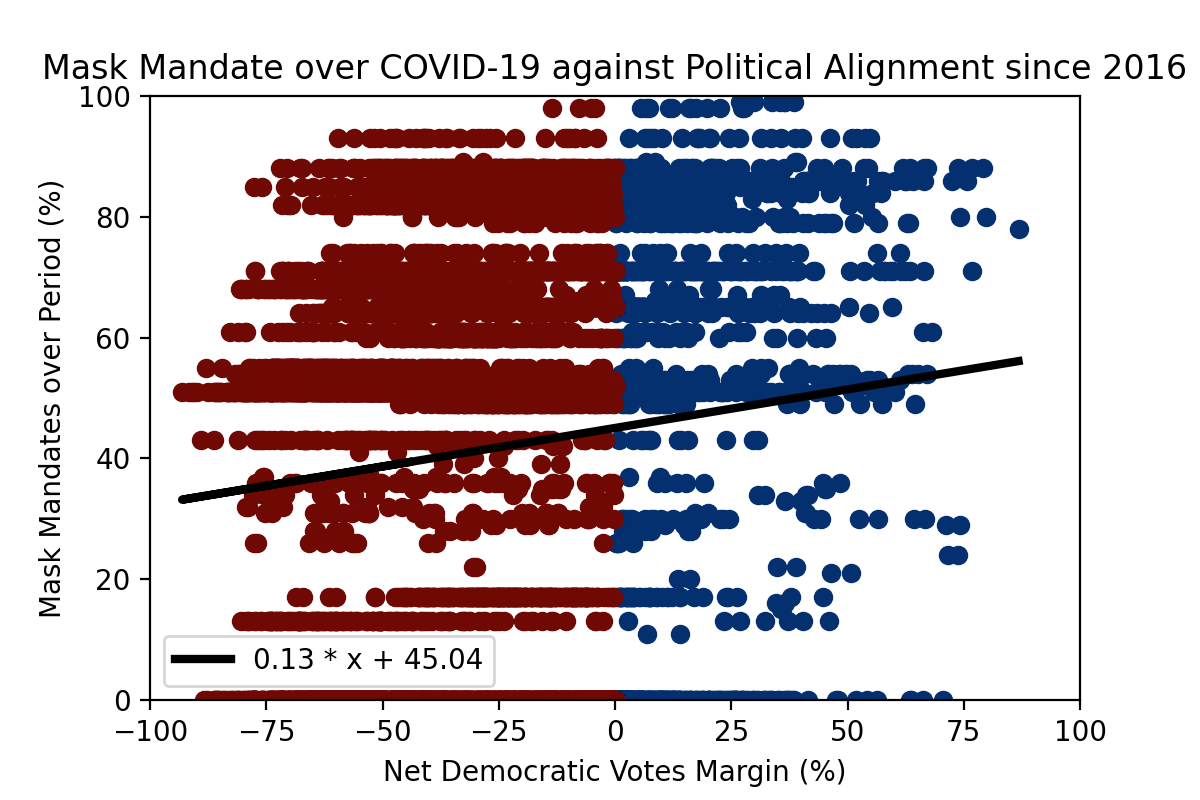 Mask Mandate over COVID-19 against Political Alignment since 2016
Mask Mandates over Period (%)
100
80
60
40
20
0
0.13 * x + 45.04
−100 −75 −50 −25 0 25 50 75 100
Net Democratic Votes Margin (%)